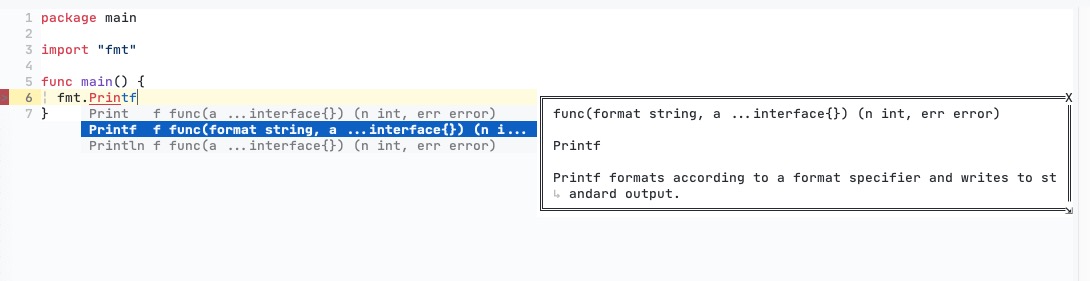 1 package main
2
3 import "fmt"
4
5 func main() {
6 fmt.Printf
7 }
Print f func(a ...interface{}) (n int, err error)
Printf f func(format string, a ...interface{}) (n i...
Println f func(a ...interface{}) (n int, err error)
X
func(format string, a ...interface{}) (n int, err error)
Printf
Printf formats according to a format specifier and writes to st
↳ andard output.